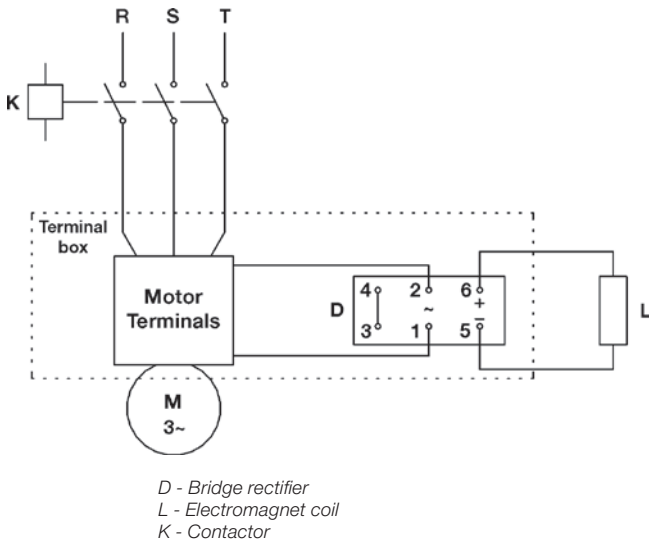 R S T
K
Terminal
box
Motor
Terminals
D
4 2 6
+
~
−
3 1 5
L
M
3~
D - Bridge rectifier
L - Electromagnet coil
K - Contactor